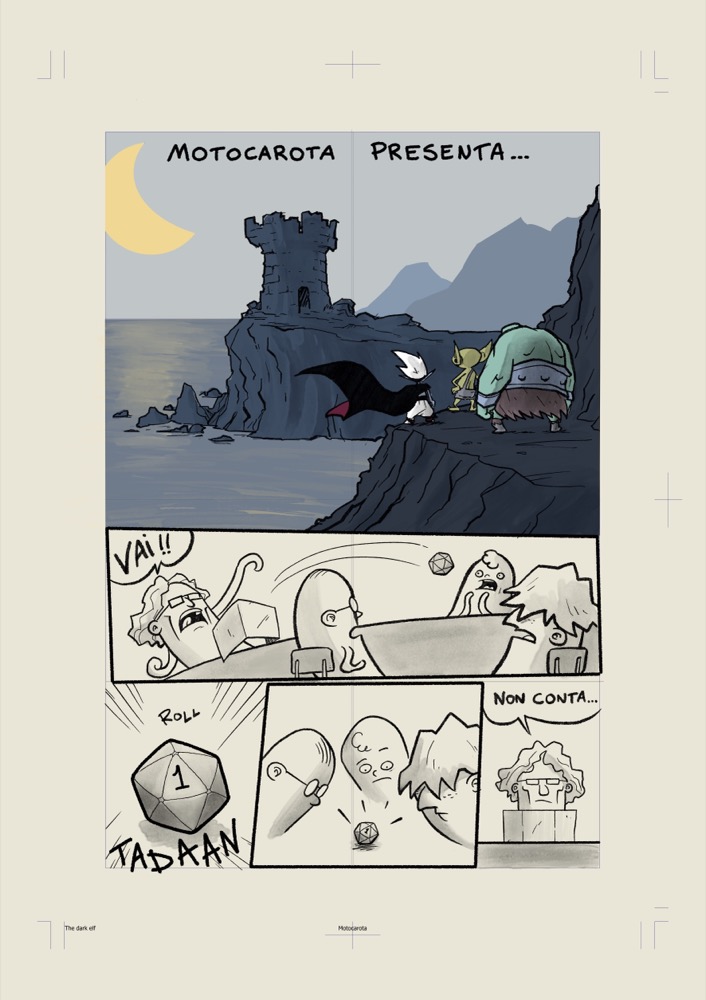 MOTOCAROTA PRESENTA...
VAi!!
ROLL
1
TADAAN
NON CONTA...
The dark elf
Motocarota